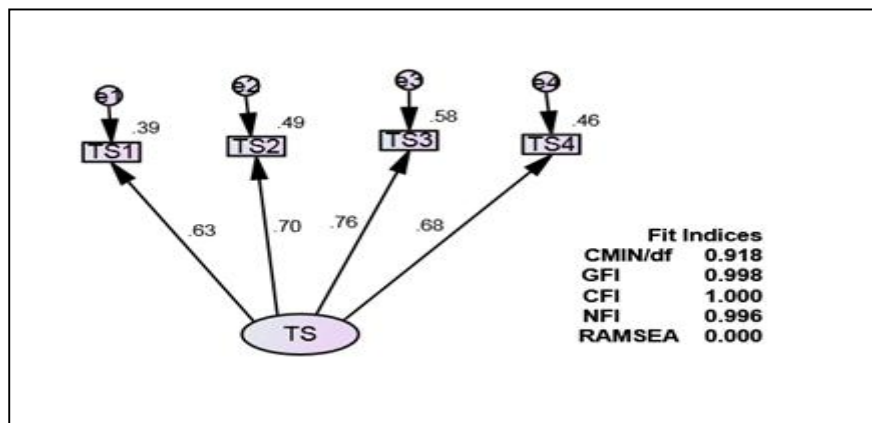 e1
e2
e3
e4
.39
.49
.58
.46
TS1
TS2
TS3
TS4
.63
.70
.76
.68
TS
Fit Indices
CMIN/df 0.918
GFI 0.998
CFI 1.000
NFI 0.996
RAMSEA 0.000